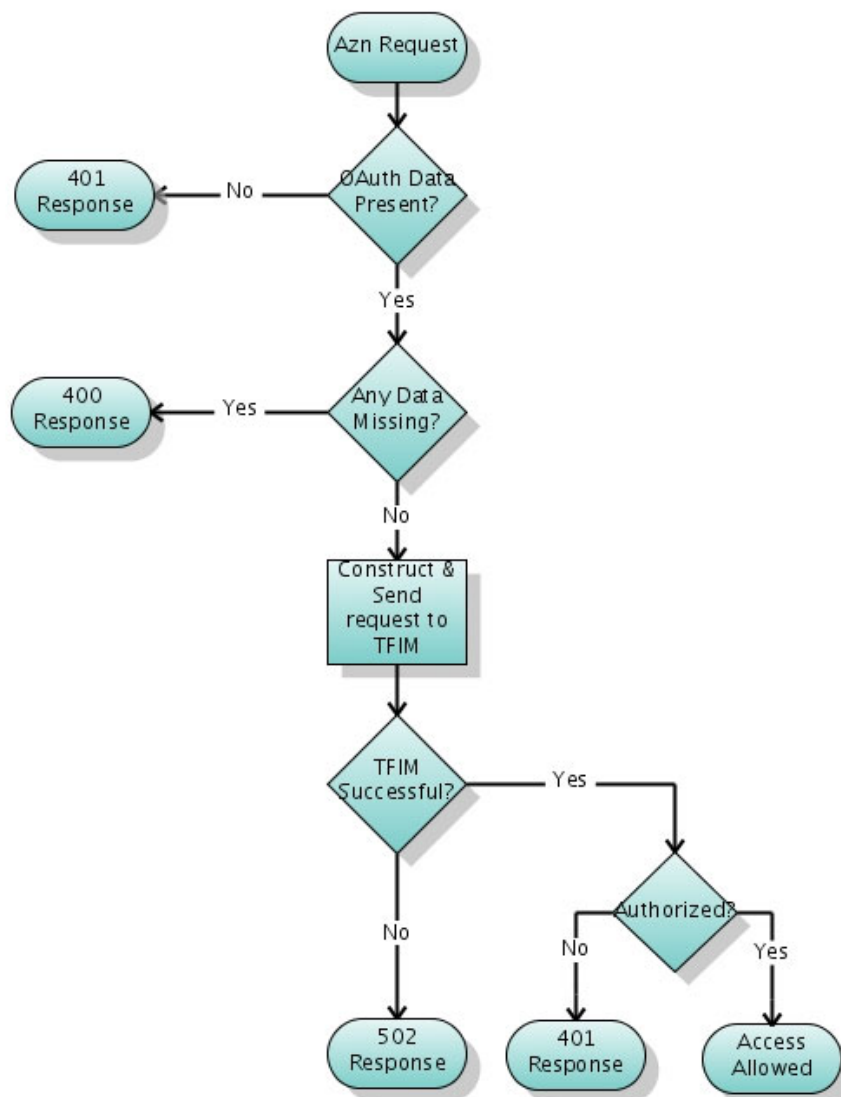 Azn Request
OAuth Data
Present?
No
401
Response
Yes
Any Data
Missing?
Yes
400
Response
No
Construct &
Send
request to
TFIM
TFIM
Successful?
Yes
Authorized?
No
No
Yes
502
Response
401
Response
Access
Allowed